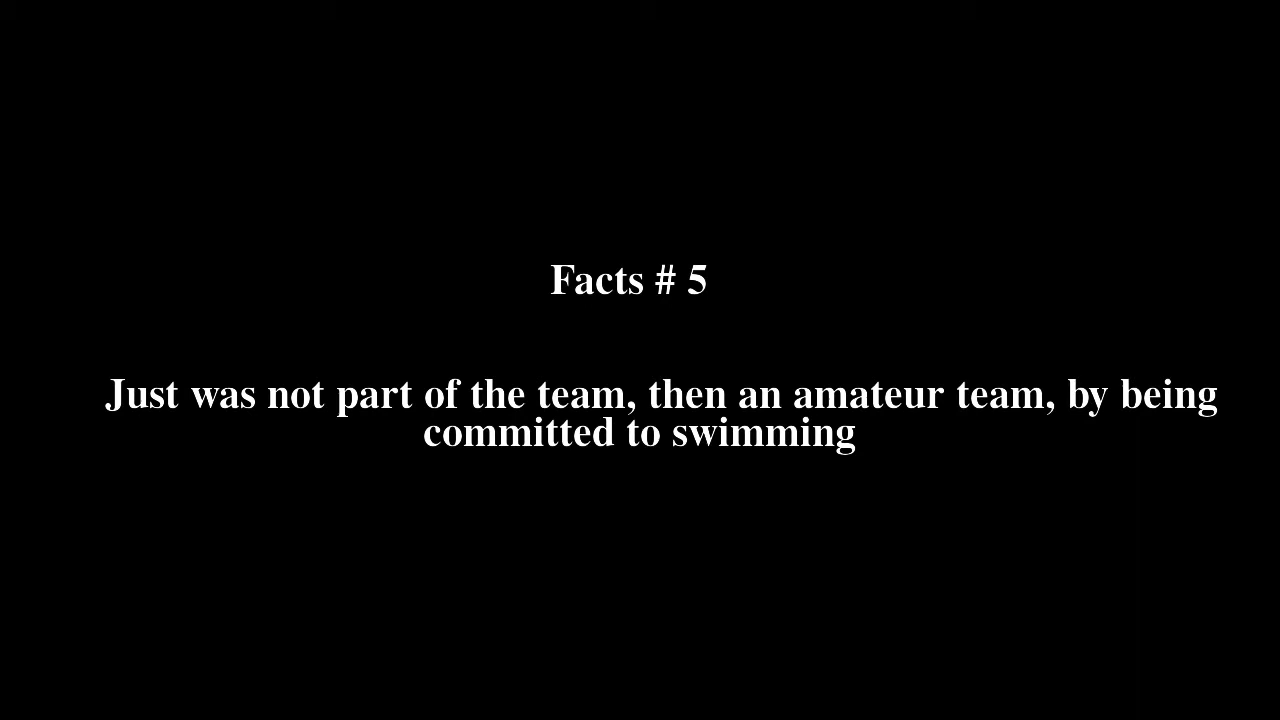 Facts # 5
Just was not part of the team, then an amateur team, by being
committed to swimming